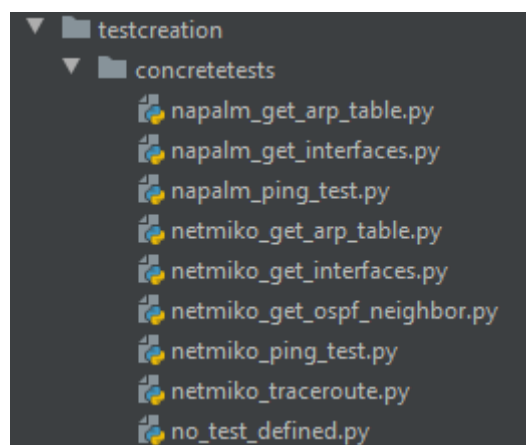 testcreation
concretetests
napalm_get_arp_table.py
napalm_get_interfaces.py
napalm_ping_test.py
netmiko_get_arp_table.py
netmiko_get_interfaces.py
netmiko_get_ospf_neighbor.py
netmiko_ping_test.py
netmiko_traceroute.py
no_test_defined.py